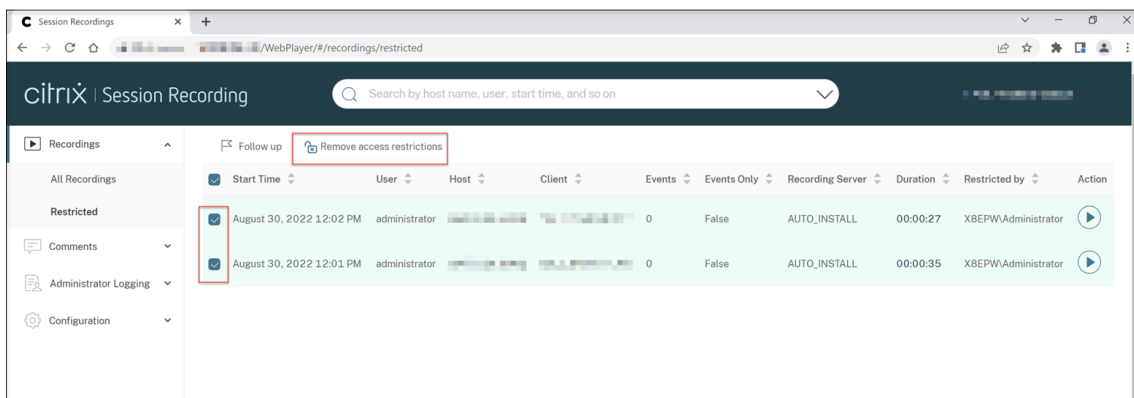 Session Recordings
/WebPlayer/#/recordings/restricted
citrix | Session Recording
Search by host name, user, start time, and so on
Recordings
Follow up Remove access restrictions
All Recordings
Start Time User Host Client Events Events Only Recording Server Duration Restricted by Action
Restricted
August 30, 2022 12:02 PM administrator 0 False AUTO_INSTALL 00:00:27 X8EPW\Administrator
Comments
August 30, 2022 12:01 PM administrator 0 False AUTO_INSTALL 00:00:35 X8EPW\Administrator
Administrator Logging
Configuration